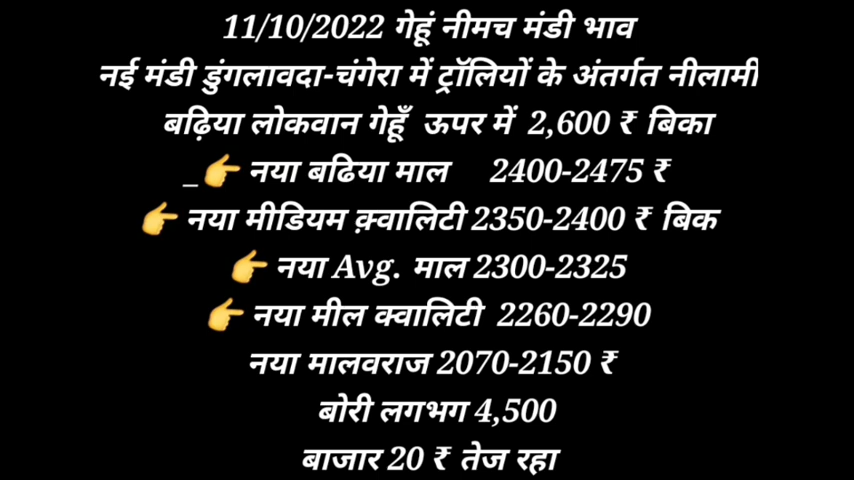 11/10/2022 गेहूं नीमच मंडी भाव
नई मंडी डुंगलावदा-चंगेरा में ट्रॉलियों के अंतर्गत नीलामी
बढ़िया लोकवान गेहूँ ऊपर में 2,600 ₹ बिका
_👉 नया बढिया माल 2400-2475 ₹
👉 नया मीडियम क़्वालिटी 2350-2400 ₹ बिक
👉 नया Avg. माल 2300-2325
👉 नया मील क्वालिटी 2260-2290
नया मालवराज 2070-2150 ₹
बोरी लगभग 4,500
बाजार 20 ₹ तेज रहा